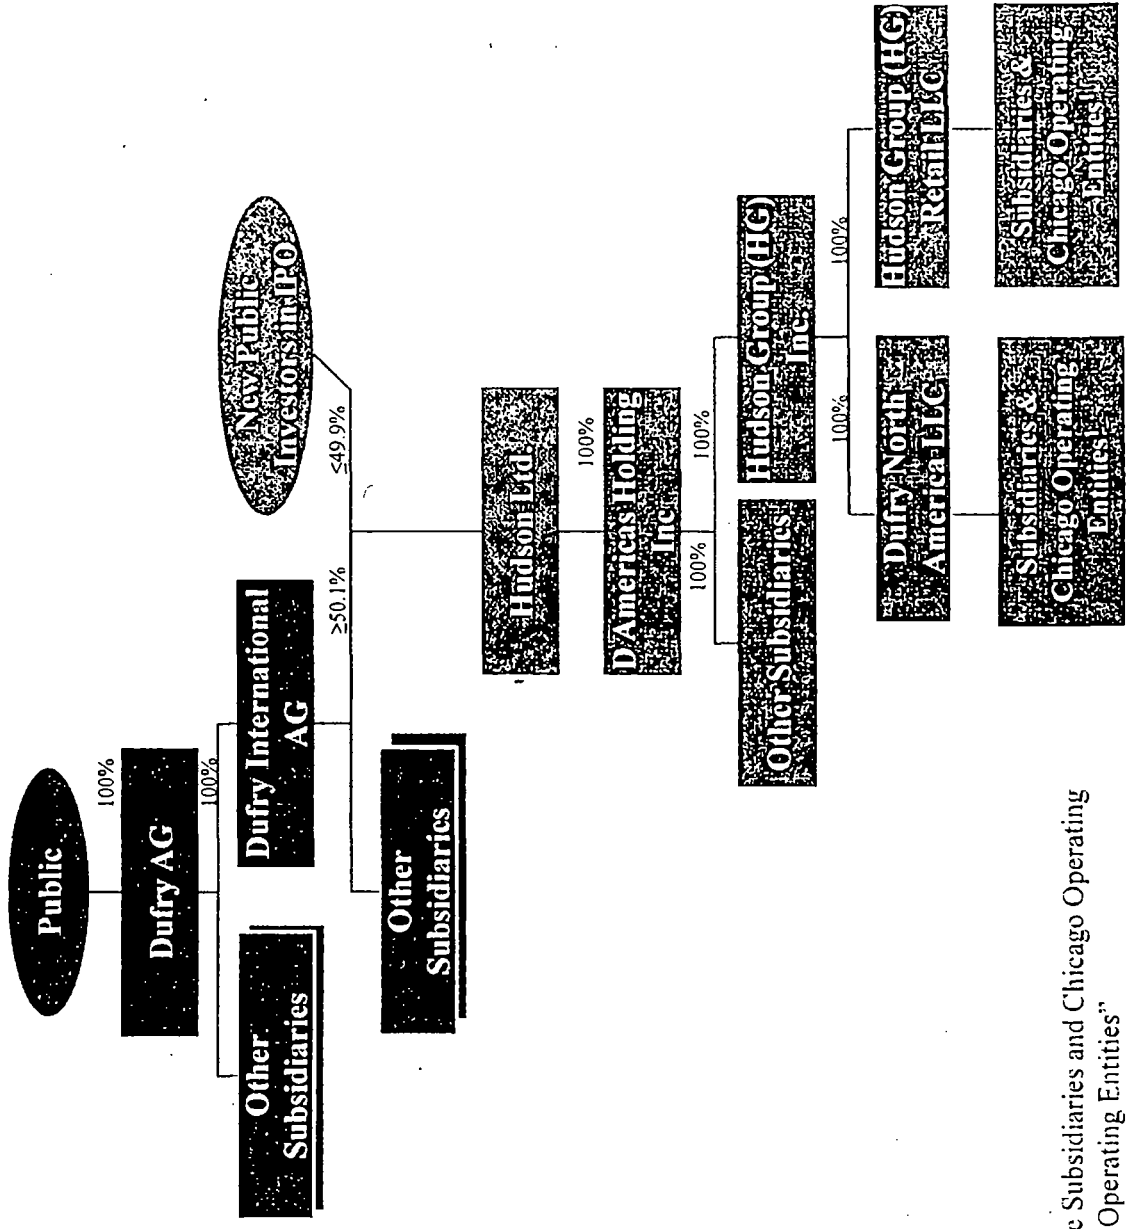 Public
100%
Dufry AG
100%
Other
Subsidiaries
Dufry International
AG
New Public
Investors in IPO
≥50.1%
≤49.9%
Other
Subsidiaries
Hudson Ltd.
100%
D'Americas Holding
Inc.
100%
100%
Other Subsidiaries
Hudson Group (HG)
Inc.
100%
100%
Dufry North
America LLC
Hudson Group (HG)
Retail LLC
Subsidiaries &
Chicago Operating
Entities¹
Subsidiaries &
Chicago Operating
Entities¹
e Subsidiaries and Chicago Operating
Operating Entities”